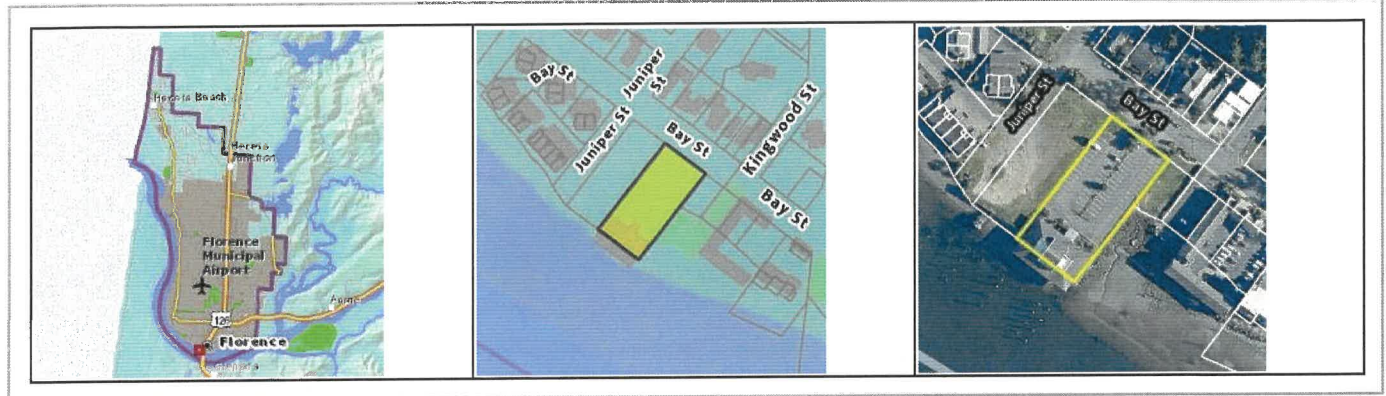 Heceta Beach
Heceta
Junction
Florence
Municipal
Airport
126
Florence
Bay St
Juniper
St
Juniper St
Bay St
Kingwood St
Bay St
Juniper St
Bay St